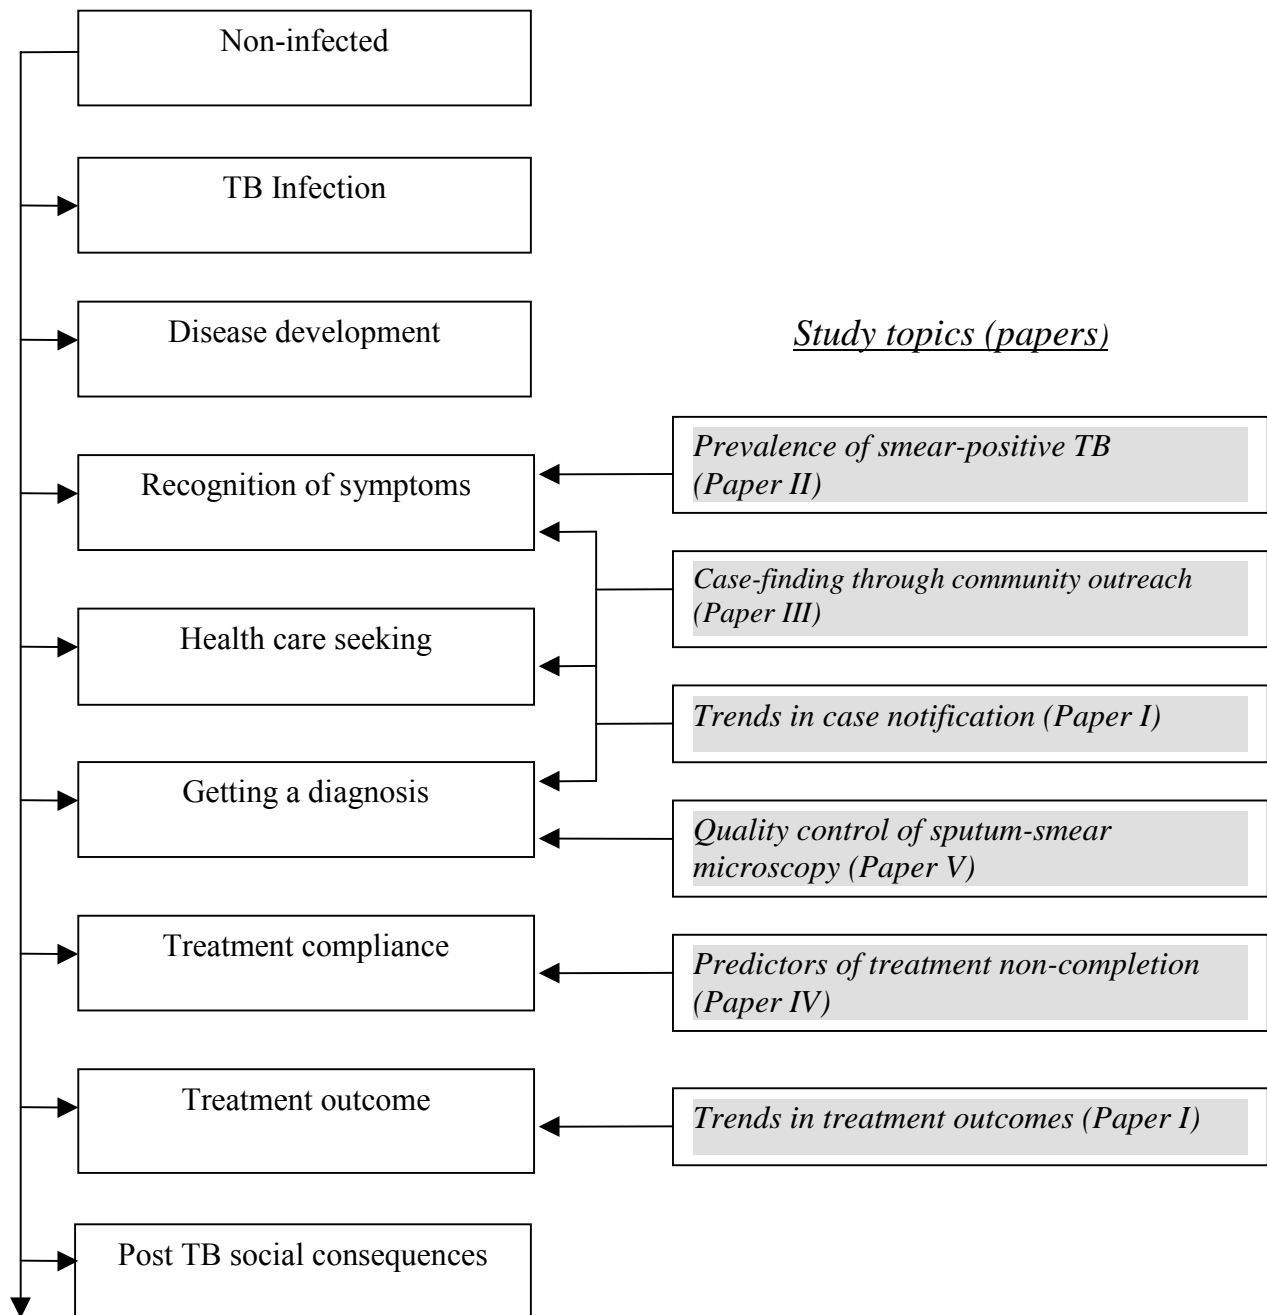 Non-infected
TB Infection
Disease development
Study topics (papers)
Prevalence of smear-positive TB
(Paper II)
Recognition of symptoms
Case-finding through community outreach
(Paper III)
Health care seeking
Trends in case notification (Paper I)
Getting a diagnosis
Quality control of sputum-smear
microscopy (Paper V)
Treatment compliance
Predictors of treatment non-completion
(Paper IV)
Treatment outcome
Trends in treatment outcomes (Paper I)
Post TB social consequences